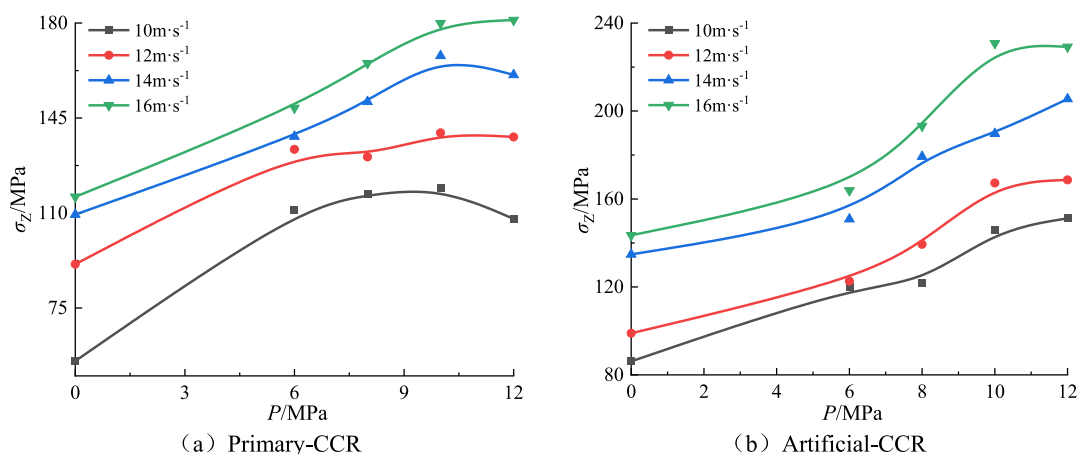 180
145
110
75
σZ/MPa
10m·s-1
12m·s-1
14m·s-1
16m·s-1
0 3 6 9 12
P/MPa
（a）Primary-CCR
240
200
160
120
80
σZ/MPa
10m·s-1
12m·s-1
14m·s-1
16m·s-1
0 2 4 6 8 10 12
P/MPa
（b）Artificial-CCR